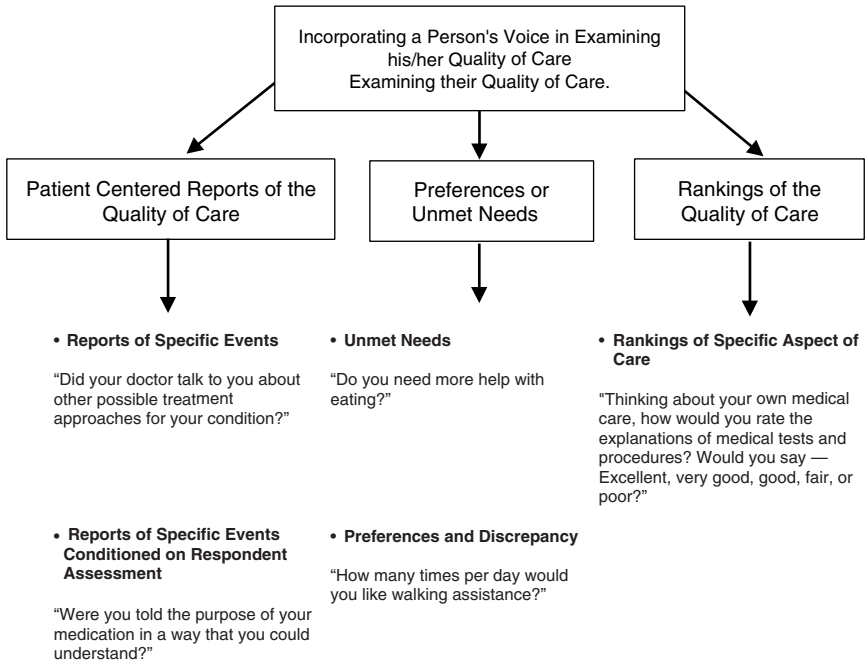 Incorporating a Person's Voice in Examining
his/her Quality of Care
Examining their Quality of Care.
Patient Centered Reports of the
Quality of Care
Preferences or
Unmet Needs
Rankings of the
Quality of Care
• Reports of Specific Events
“Did your doctor talk to you about
other possible treatment
approaches for your condition?”
• Reports of Specific Events
Conditioned on Respondent
Assessment
“Were you told the purpose of your
medication in a way that you could
understand?”
• Unmet Needs
“Do you need more help with
eating?”
• Preferences and Discrepancy
“How many times per day would
you like walking assistance?”
• Rankings of Specific Aspect of
Care
"Thinking about your own medical
care, how would you rate the
explanations of medical tests and
procedures? Would you say —
Excellent, very good, good, fair, or
poor?”